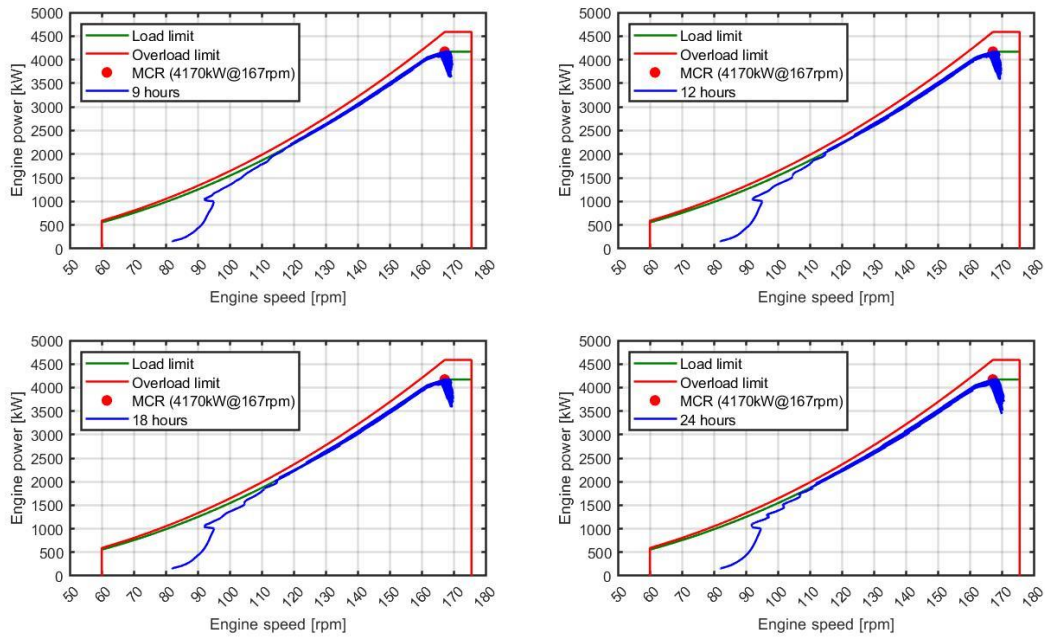 5000
4500
4000
3500
3000
2500
2000
1500
1000
500
0
Engine power [kW]
Load limit
Overload limit
MCR (4170kW@167rpm)
9 hours
50 60 70 80 90 100 110 120 130 140 150 160 170 180
Engine speed [rpm]
5000
4500
4000
3500
3000
2500
2000
1500
1000
500
0
Engine power [kW]
Load limit
Overload limit
MCR (4170kW@167rpm)
12 hours
50 60 70 80 90 100 110 120 130 140 150 160 170 180
Engine speed [rpm]
5000
4500
4000
3500
3000
2500
2000
1500
1000
500
0
Engine power [kW]
Load limit
Overload limit
MCR (4170kW@167rpm)
18 hours
50 60 70 80 90 100 110 120 130 140 150 160 170 180
Engine speed [rpm]
5000
4500
4000
3500
3000
2500
2000
1500
1000
500
0
Engine power [kW]
Load limit
Overload limit
MCR (4170kW@167rpm)
24 hours
50 60 70 80 90 100 110 120 130 140 150 160 170 180
Engine speed [rpm]